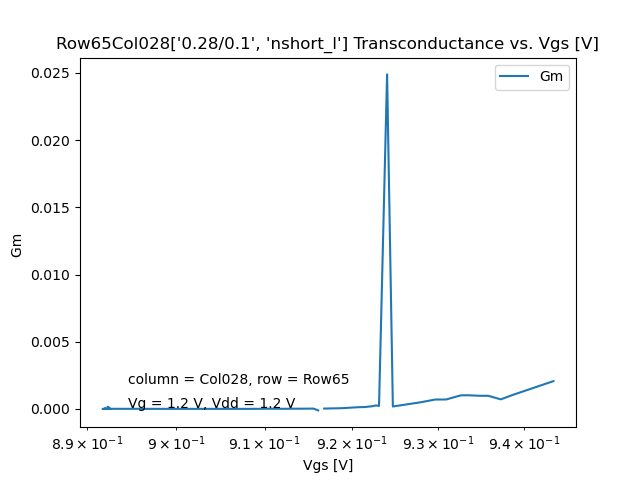 Row65Col028['0.28/0.1', 'nshort_l'] Transconductance vs. Vgs [V]
Gm
0.025
0.020
0.015
0.010
0.005
0.000
Gm
column = Col028, row = Row65
Vg = 1.2 V, Vdd = 1.2 V
8.9 × 10⁻¹
9 × 10⁻¹
9.1 × 10⁻¹
9.2 × 10⁻¹
9.3 × 10⁻¹
9.4 × 10⁻¹
Vgs [V]